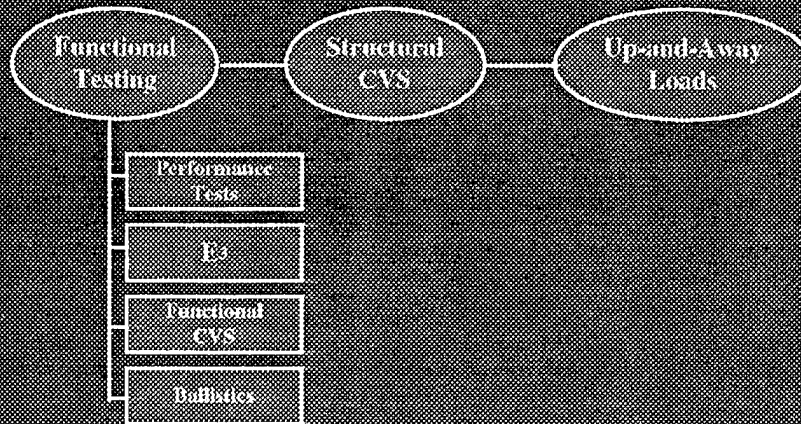 Functional
Testing
Structural
CVS
Up-and-Away
Loads
Performance
Tests
E3
Functional
CVS
Ballistics